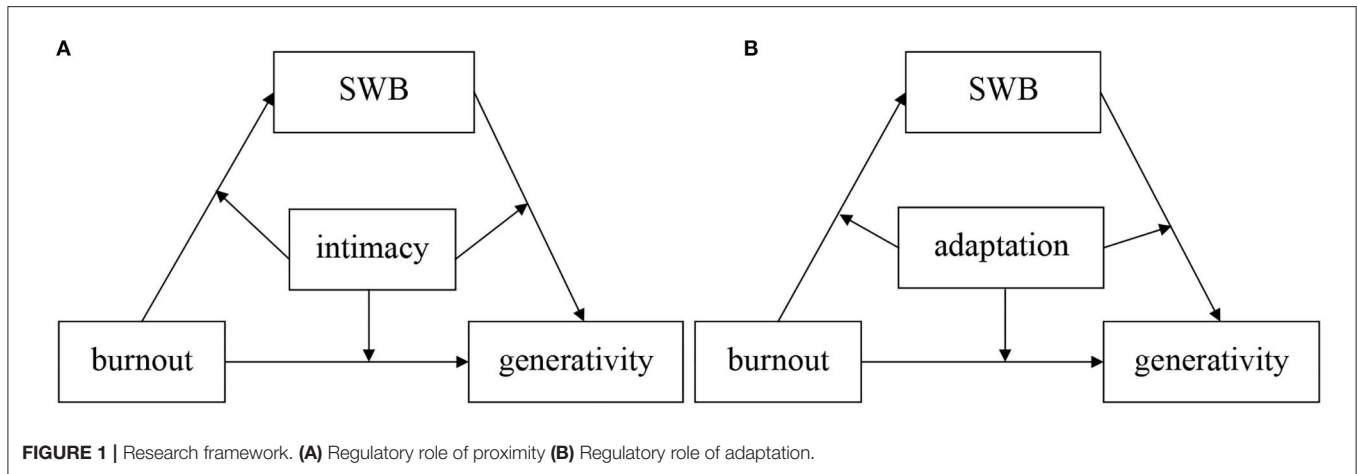 A
SWB
intimacy
burnout
generativity
B
SWB
adaptation
burnout
generativity
FIGURE 1 | Research framework. (A) Regulatory role of proximity (B) Regulatory role of adaptation.